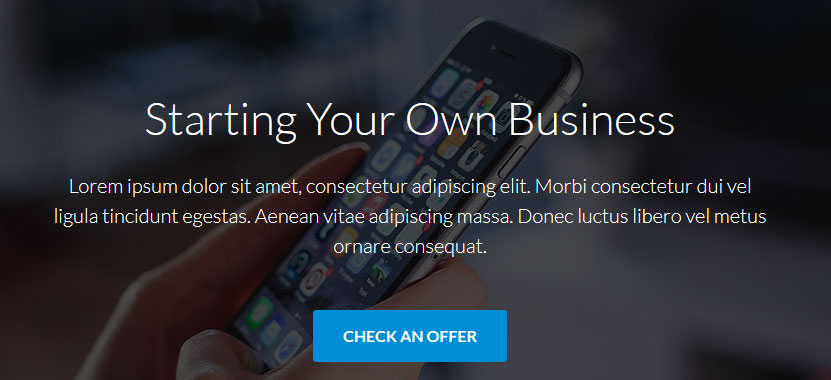 Starting Your Own Business
Lorem ipsum dolor sit amet, consectetur adipiscing elit. Morbi consectetur dui vel
ligula tincidunt egestas. Aenean vitae adipiscing massa. Donec luctus libero vel metus
ornare consequat.
CHECK AN OFFER